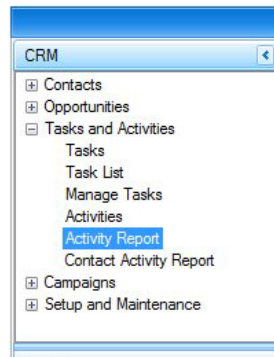 CRM
Contacts
Opportunities
Tasks and Activities
Tasks
Task List
Manage Tasks
Activities
Activity Report
Contact Activity Report
Campaigns
Setup and Maintenance